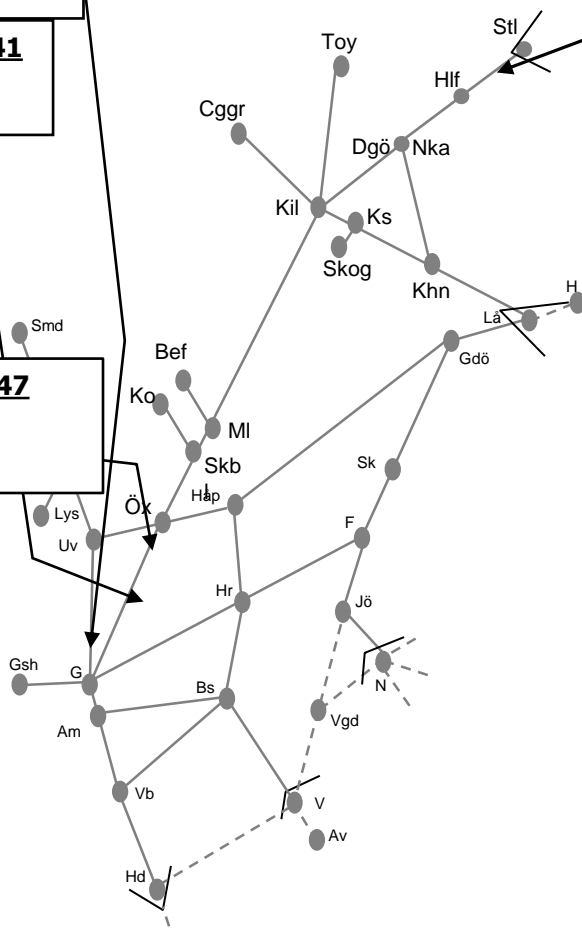 41
Stl
Toy
Hlf
Cggr
Dgö
Nka
Kil
Ks
Skog
Khn
H
Lå
Smd
Gdö
Bef
47
Ko
Ml
Skb
l
Sk
Håp
Öx
Lys
F
Uv
Hr
Jö
Gsh
G
Bs
N
Am
Vgd
Vb
V
Av
Hd